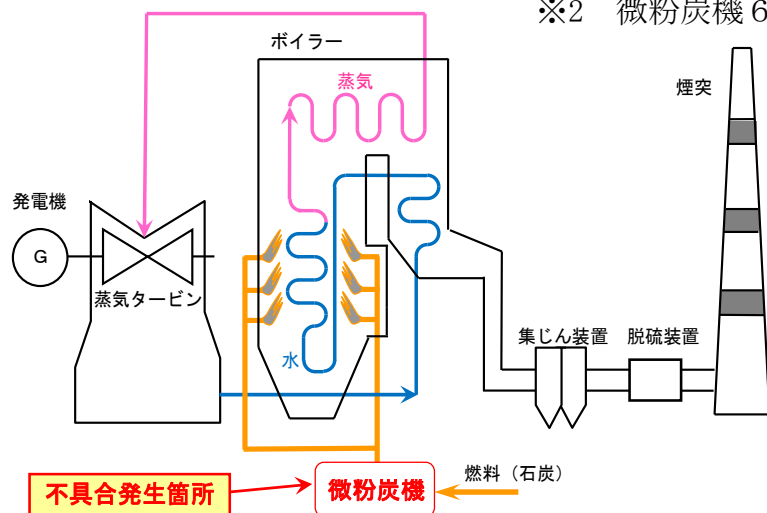 ※2　微粉炭機６
ボイラー
煙突
蒸気
発電機
G
蒸気タービン
集じん装置　脱硫装置
水
燃料（石炭）
不具合発生箇所
微粉炭機